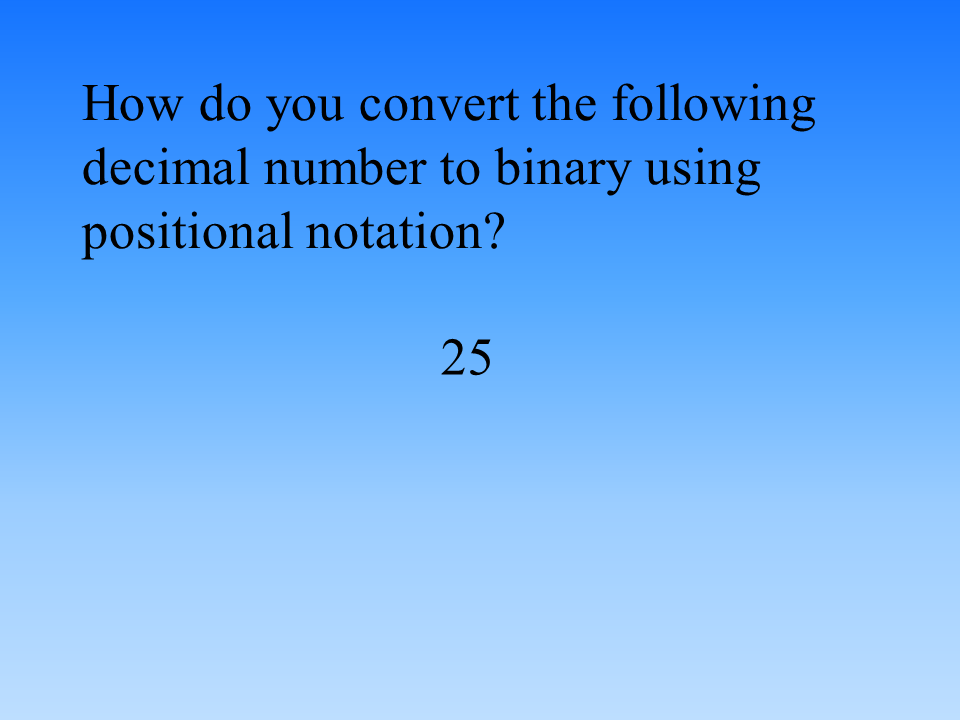 How do you convert the following
decimal number to binary using
positional notation?
25